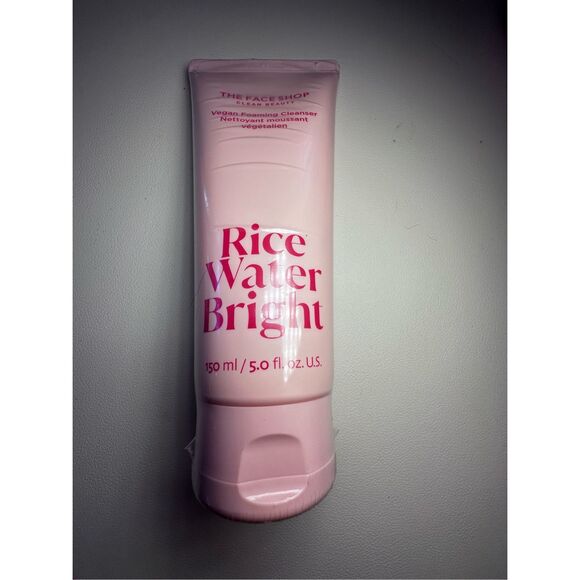 THE FACE SHOP
CLEAN BEAUTY
Vegan Foaming Cleanser
Nettoyant moussant
végétalien
Rice
Water
Bright
150 ml / 5.0 fl. oz. U.S.